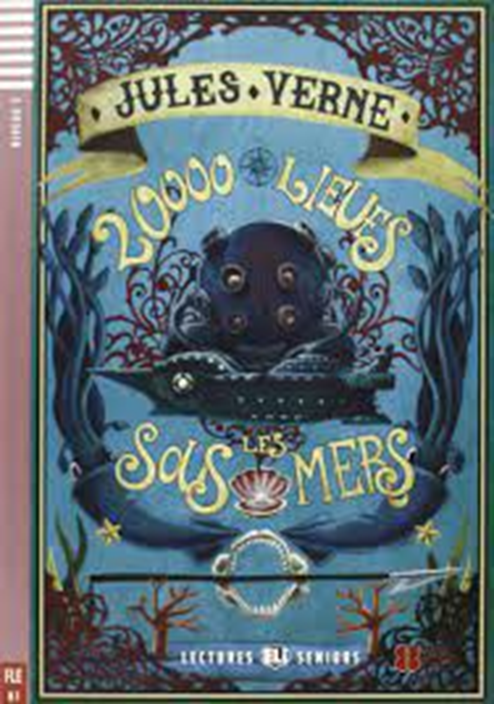 JULES • VERNE
20000 LIEUES
SOUS LES MERS
LECTURES ELI SENIORS
FLE